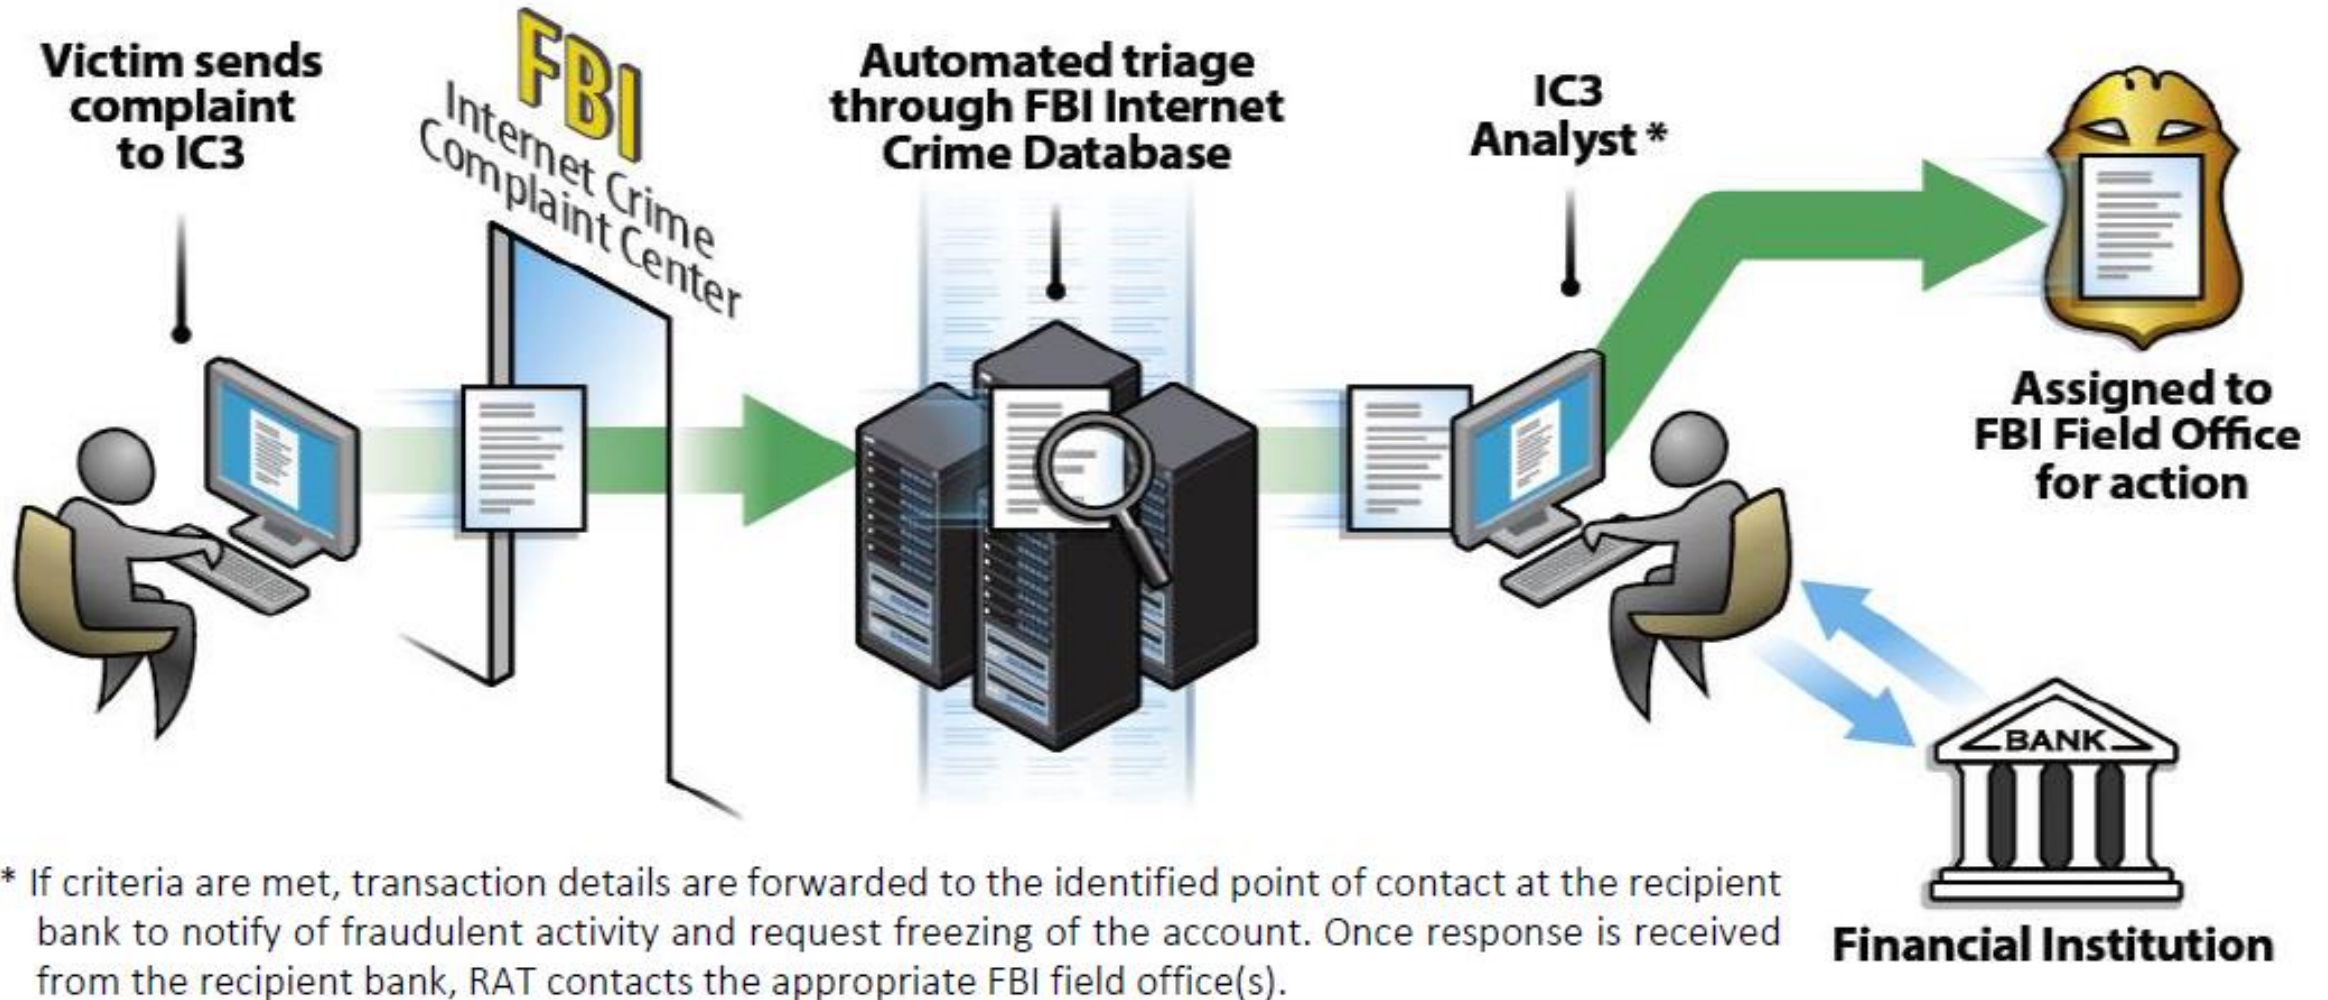 Victim sends
complaint
to IC3
FBI
Internet Crime
Complaint Center
Automated triage
through FBI Internet
Crime Database
IC3
Analyst *
Assigned to
FBI Field Office
for action
BANK
Financial Institution
* If criteria are met, transaction details are forwarded to the identified point of contact at the recipient
bank to notify of fraudulent activity and request freezing of the account. Once response is received
from the recipient bank, RAT contacts the appropriate FBI field office(s).